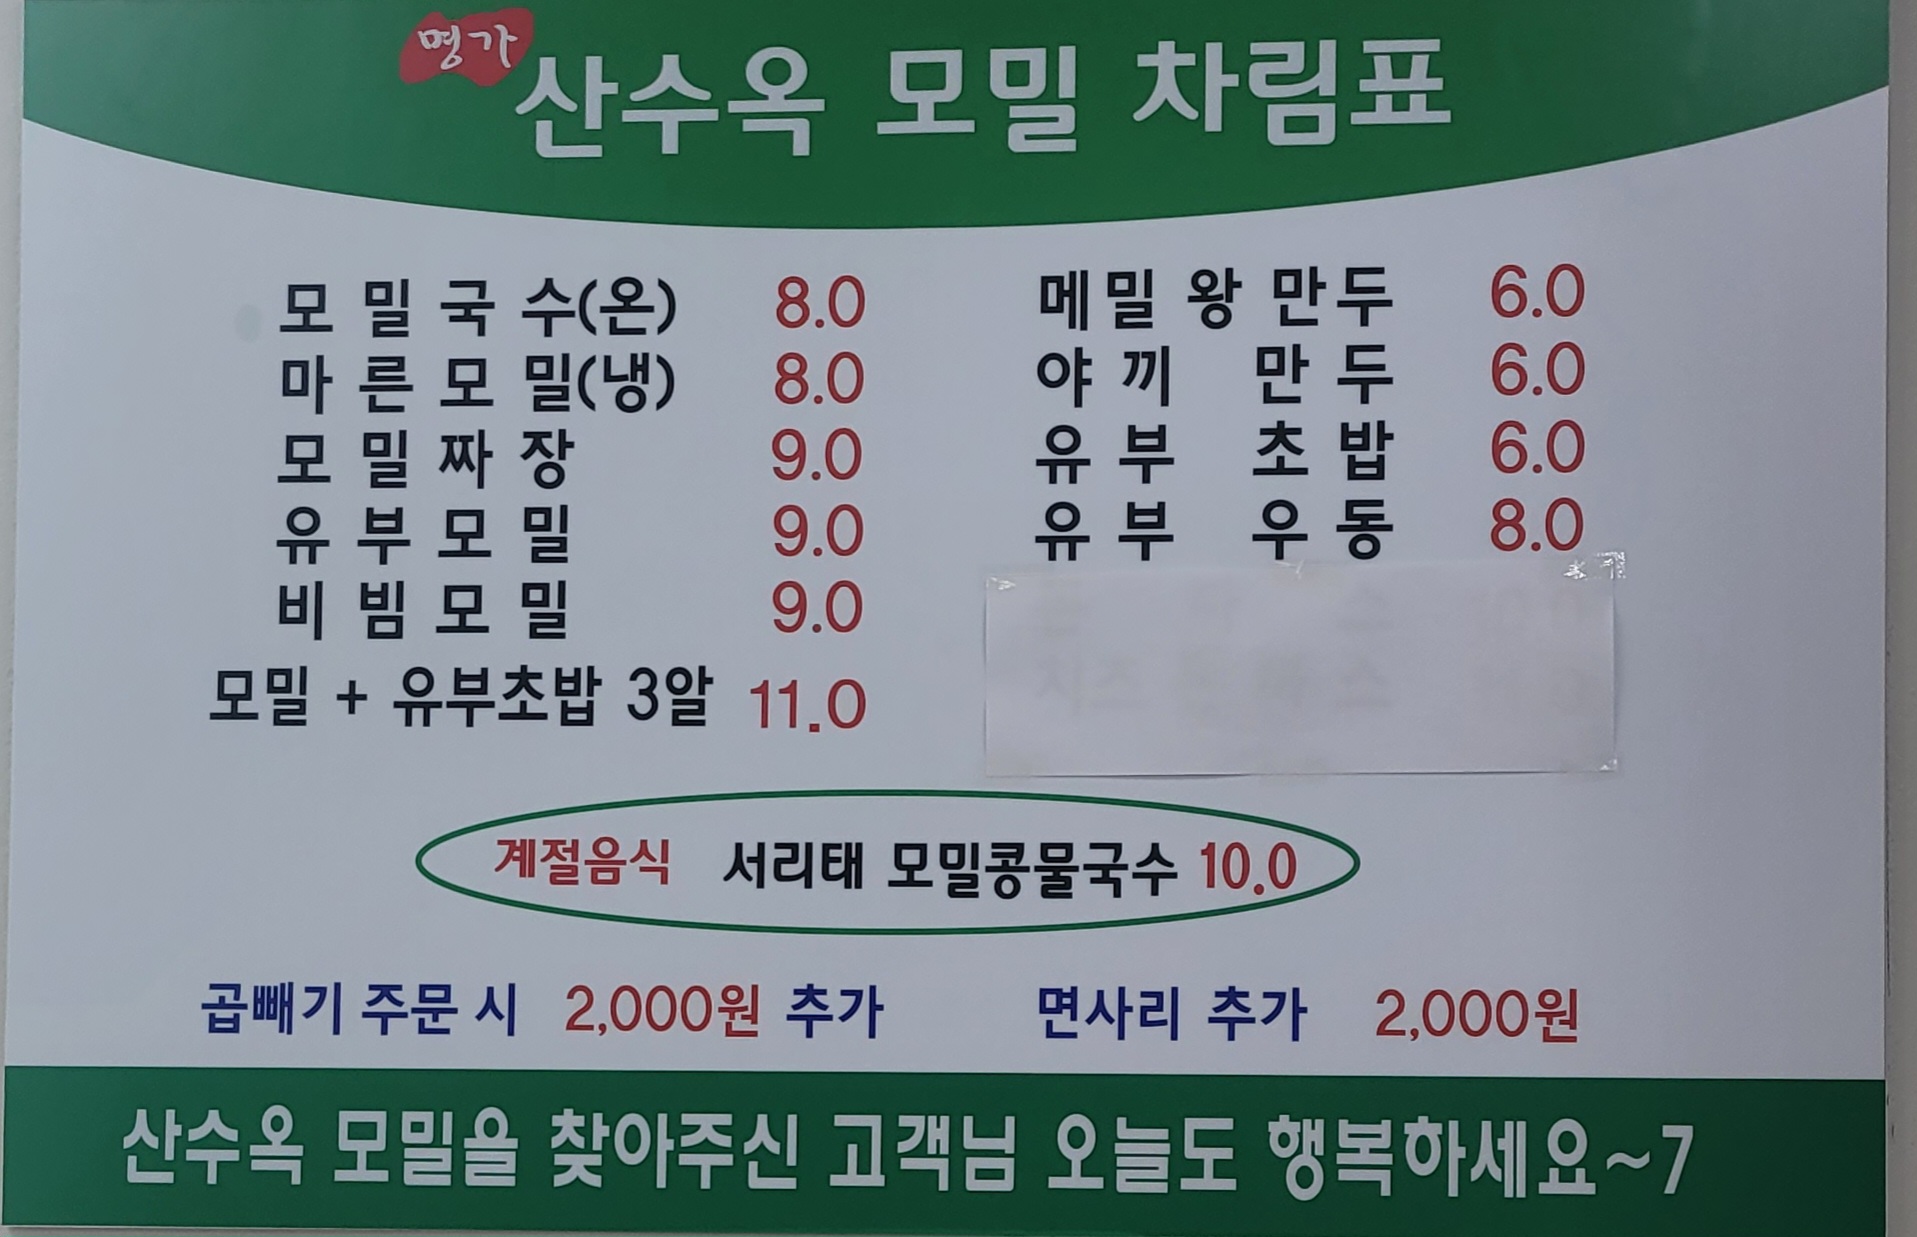 명가
산수옥 모밀 차림표
모밀국수(온) 8.0
마른모밀(냉) 8.0
모밀짜장 9.0
유부모밀 9.0
비빔모밀 9.0
모밀 + 유부초밥 3알 11.0
메밀왕만두 6.0
야끼 만두 6.0
유부 초밥 6.0
유부 우동 8.0
계절음식 서리태 모밀콩물국수 10.0
곱빼기 주문 시 2,000원 추가
면사리 추가 2,000원
산수옥 모밀을 찾아주신 고객님 오늘도 행복하세요~7